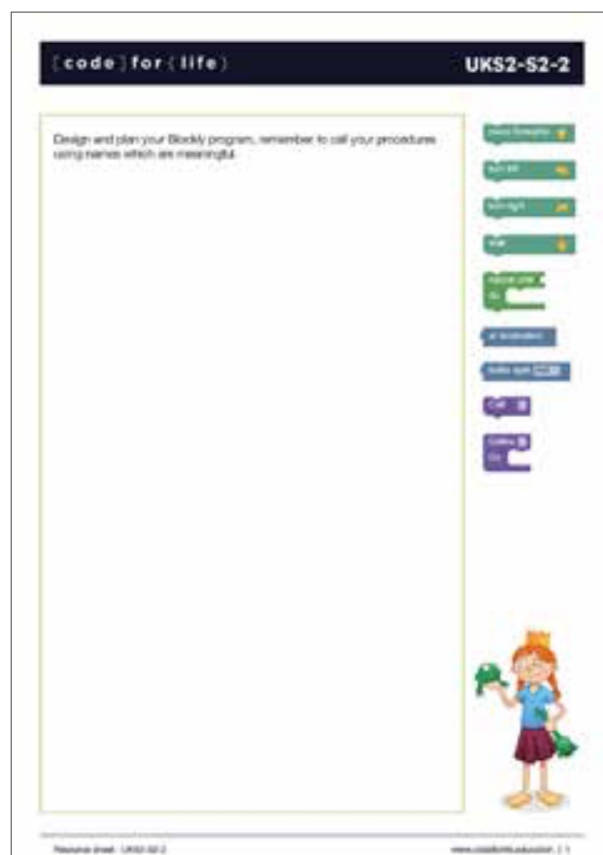 [code]for{life}
UKS2-S2-2
Design and plan your Blockly program, remember to call your procedures
using names which are meaningful.
move forwards
turn left
turn right
wait
repeat until
Do
at destination
traffic light
Call
Define
Do
Resource sheet UKS2-S2-2
www.codeforlife.education | 1